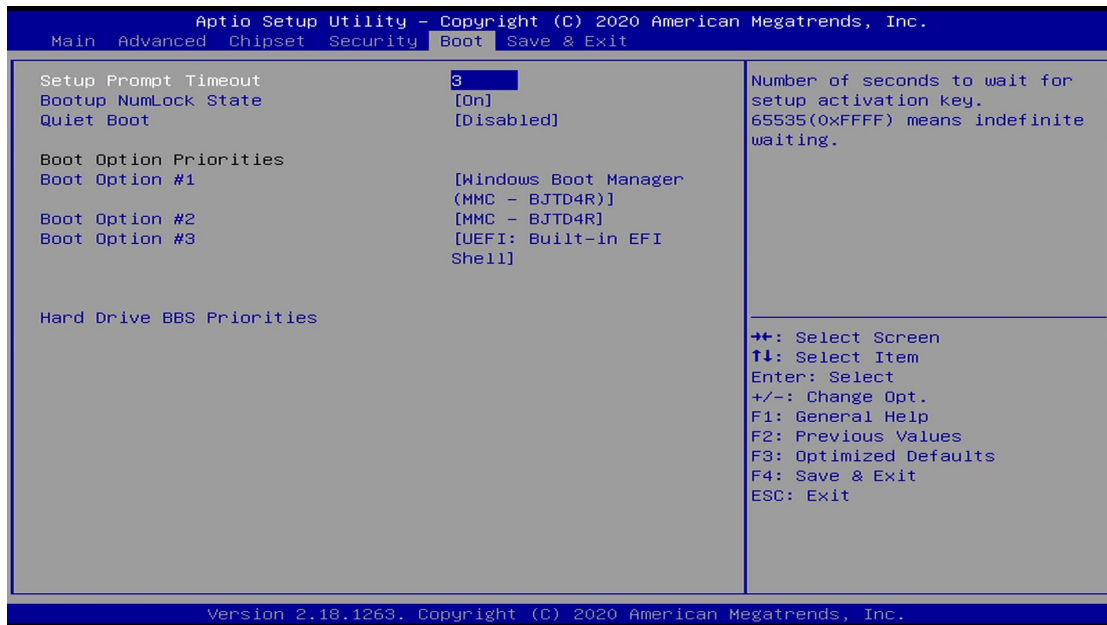 Aptio Setup Utility – Copyright (C) 2020 American Megatrends, Inc.
Main Advanced Chipset Security Boot Save & Exit
Setup Prompt Timeout 3
Bootup NumLock State [On]
Quiet Boot [Disabled]
Boot Option Priorities
Boot Option #1 [Windows Boot Manager
(MMC – BJTD4R)]
Boot Option #2 [MMC – BJTD4R]
Boot Option #3 [UEFI: Built-in EFI
Shell]
Hard Drive BBS Priorities
Number of seconds to wait for
setup activation key.
65535(0xFFFF) means indefinite
waiting.
→←: Select Screen
↑↓: Select Item
Enter: Select
+/-: Change Opt.
F1: General Help
F2: Previous Values
F3: Optimized Defaults
F4: Save & Exit
ESC: Exit
Version 2.18.1263. Copyright (C) 2020 American Megatrends, Inc.